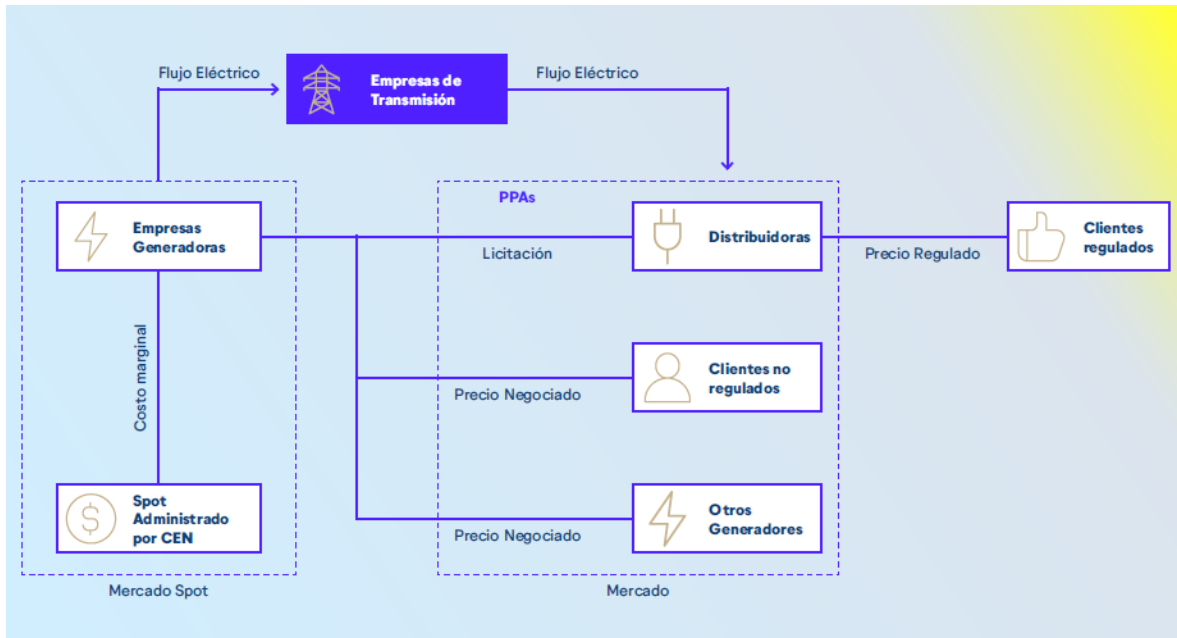 Flujo Eléctrico
Empresas de
Transmisión
Flujo Eléctrico
PPAs
Empresas
Generadoras
Licitación
Distribuidoras
Precio Regulado
Clientes
regulados
Costo marginal
Precio Negociado
Clientes no
regulados
Spot
Administrado
por CEN
Precio Negociado
Otros
Generadores
Mercado Spot
Mercado